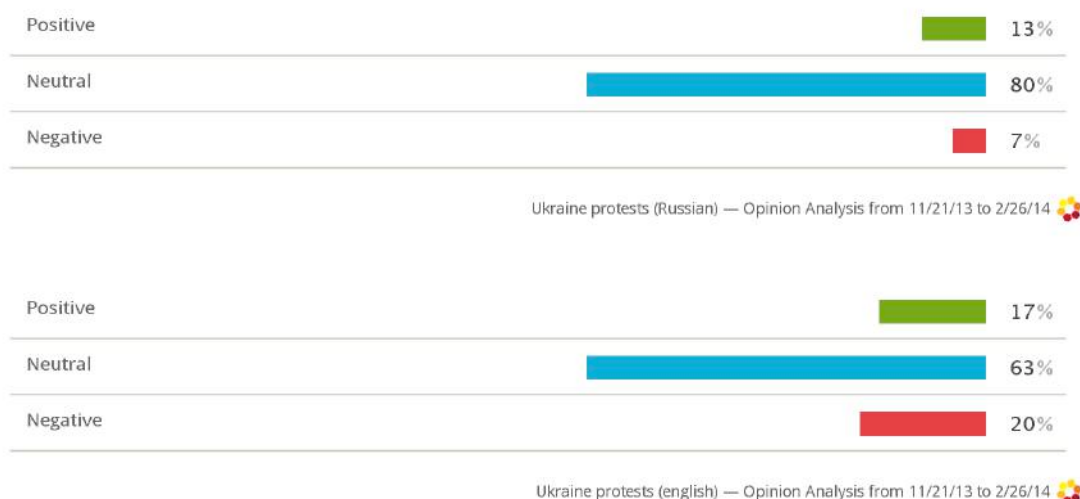 Positive 13%
Neutral 80%
Negative 7%
Ukraine protests (Russian) — Opinion Analysis from 11/21/13 to 2/26/14
Positive 17%
Neutral 63%
Negative 20%
Ukraine protests (english) — Opinion Analysis from 11/21/13 to 2/26/14